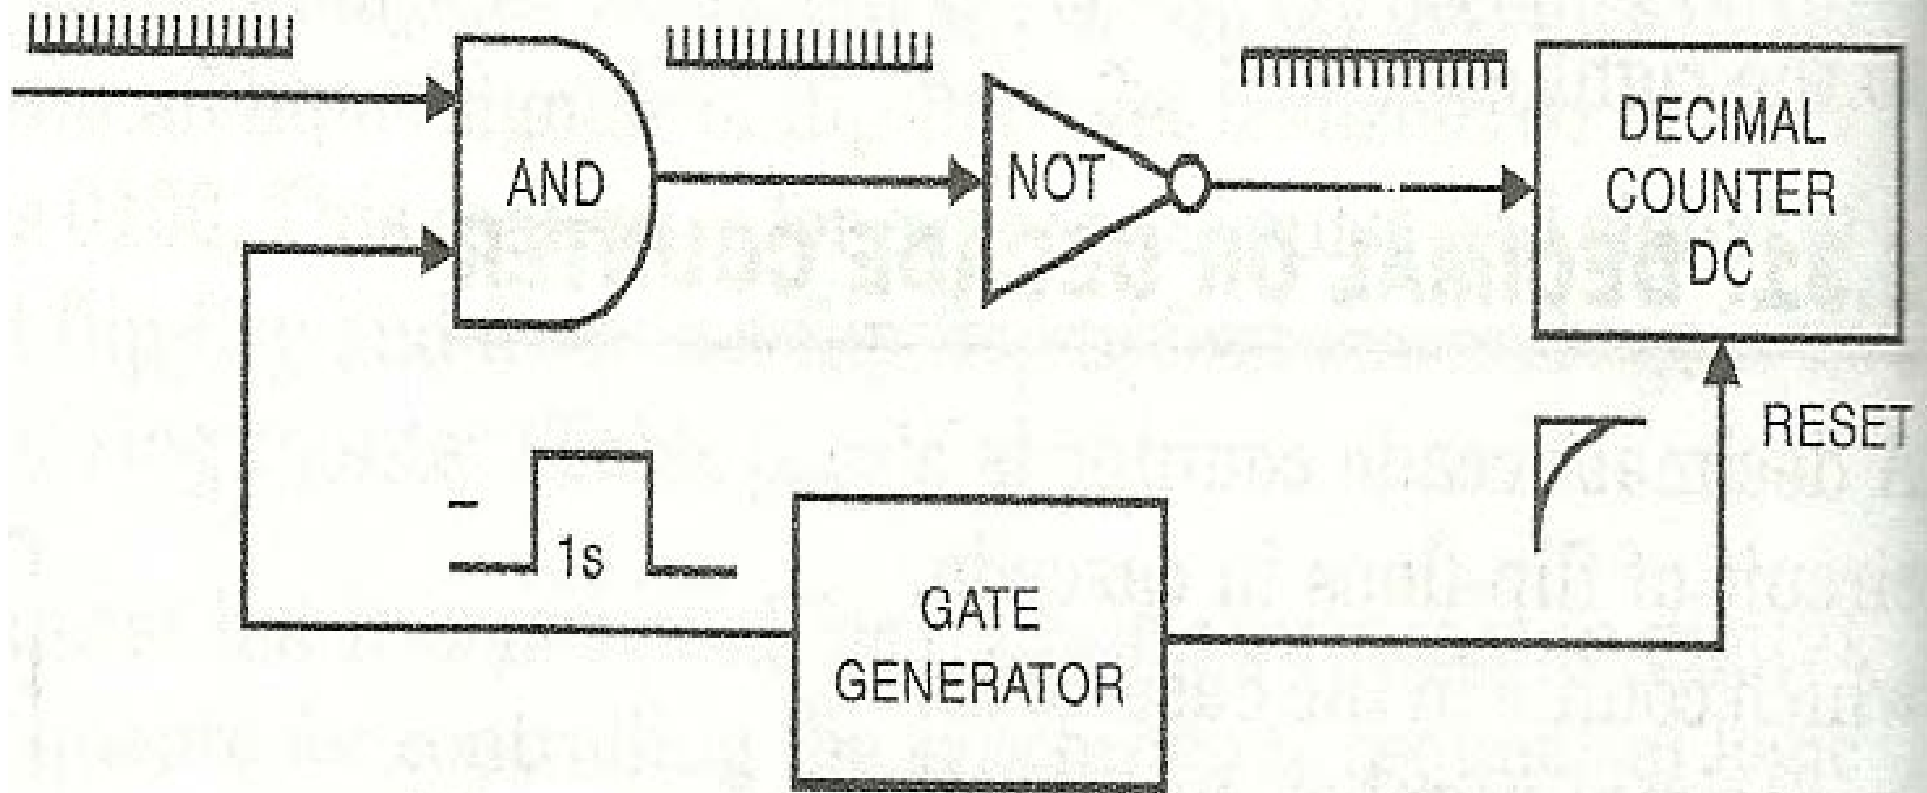 AND
NOT
DECIMAL
COUNTER
DC
RESET
1s
GATE
GENERATOR